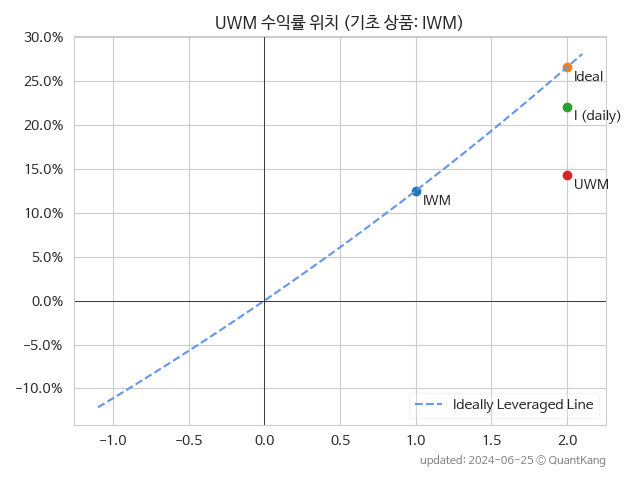 UWM 수익률 위치 (기초 상품: IWM)
30.0%
25.0%
20.0%
15.0%
10.0%
5.0%
0.0%
−5.0%
−10.0%
Ideal
I (daily)
UWM
IWM
Ideally Leveraged Line
−1.0 −0.5 0.0 0.5 1.0 1.5 2.0
updated: 2024-06-25 ⓒ QuantKang